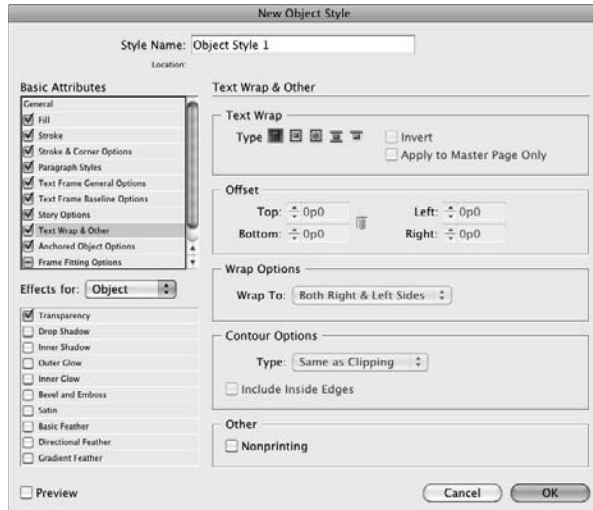 New Object Style
Style Name: Object Style 1
Location:
Basic Attributes
General
Fill
Stroke
Stroke & Corner Options
Paragraph Styles
Text Frame General Options
Text Frame Baseline Options
Story Options
Text Wrap & Other
Anchored Object Options
Frame Fitting Options
Effects for: Object
Transparency
Drop Shadow
Inner Shadow
Outer Glow
Inner Glow
Bevel and Emboss
Satin
Basic Feather
Directional Feather
Gradient Feather
Preview
Text Wrap & Other
Text Wrap
Type
Invert
Apply to Master Page Only
Offset
Top: 0p0
Left: 0p0
Bottom: 0p0
Right: 0p0
Wrap Options
Wrap To: Both Right & Left Sides
Contour Options
Type: Same as Clipping
Include Inside Edges
Other
Nonprinting
Cancel
OK